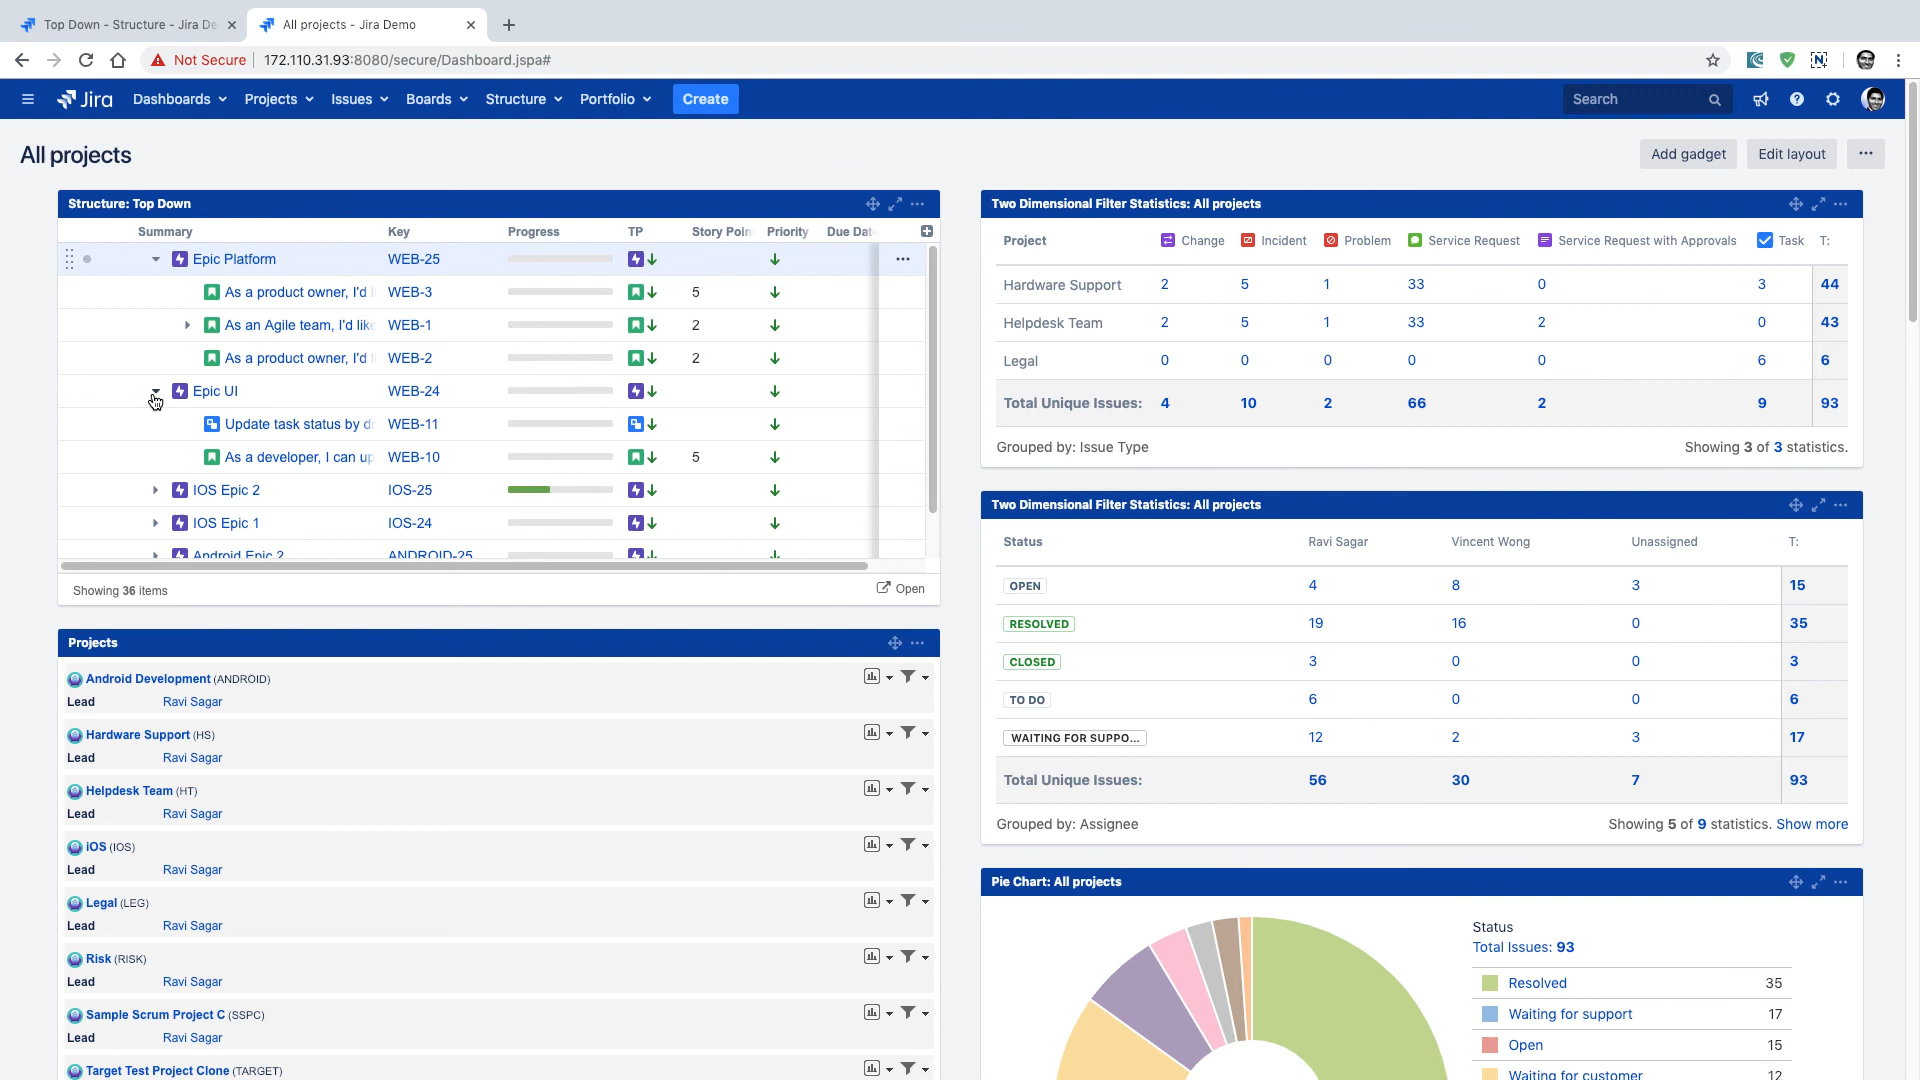 Top Down - Structure - Jira De
All projects - Jira Demo
Not Secure 172.110.31.93:8080/secure/Dashboard.jspa#
Jira Dashboards Projects Issues Boards Structure Portfolio Create Search
All projects Add gadget Edit layout
Structure: Top Down
Summary Key Progress TP Story Poin Priority Due Dat
Epic Platform WEB-25
As a product owner, I'd WEB-3 5
As an Agile team, I'd lik WEB-1 2
As a product owner, I'd WEB-2 2
Epic UI WEB-24
Update task status by d WEB-11
As a developer, I can up WEB-10 5
IOS Epic 2 IOS-25
IOS Epic 1 IOS-24
Android Epic 2 ANDROID-25
Showing 36 items Open
Projects
Android Development (ANDROID)
Lead Ravi Sagar
Hardware Support (HS)
Lead Ravi Sagar
Helpdesk Team (HT)
Lead Ravi Sagar
iOS (IOS)
Lead Ravi Sagar
Legal (LEG)
Lead Ravi Sagar
Risk (RISK)
Lead Ravi Sagar
Sample Scrum Project C (SSPC)
Lead Ravi Sagar
Target Test Project Clone (TARGET)
Two Dimensional Filter Statistics: All projects
Project Change Incident Problem Service Request Service Request with Approvals Task T:
Hardware Support 2 5 1 33 0 3 44
Helpdesk Team 2 5 1 33 2 0 43
Legal 0 0 0 0 0 6 6
Total Unique Issues: 4 10 2 66 2 9 93
Grouped by: Issue Type Showing 3 of 3 statistics.
Two Dimensional Filter Statistics: All projects
Status Ravi Sagar Vincent Wong Unassigned T:
OPEN 4 8 3 15
RESOLVED 19 16 0 35
CLOSED 3 0 0 3
TO DO 6 0 0 6
WAITING FOR SUPPO... 12 2 3 17
Total Unique Issues: 56 30 7 93
Grouped by: Assignee Showing 5 of 9 statistics. Show more
Pie Chart: All projects
Status
Total Issues: 93
Resolved 35
Waiting for support 17
Open 15
Waiting for customer 12